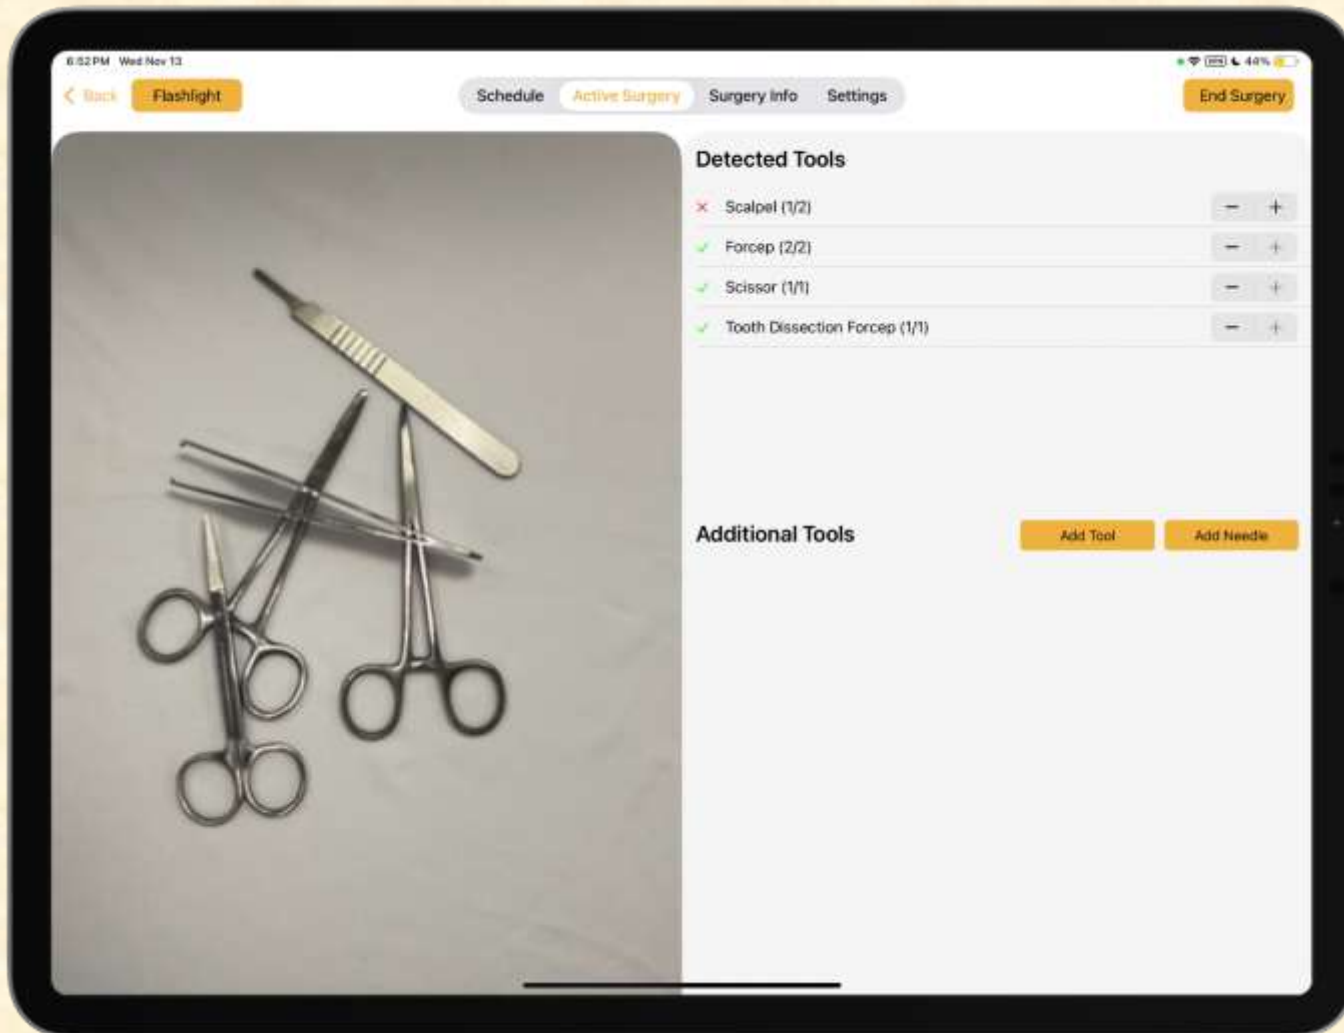 6:52 PM Wed Nov 13
44%
Back
Flashlight
Schedule
Active Surgery
Surgery Info
Settings
End Surgery
Detected Tools
Scalpel (1/2)
− +
Forcep (2/2)
− +
Scissor (1/1)
− +
Tooth Dissection Forcep (1/1)
− +
Additional Tools
Add Tool
Add Needle